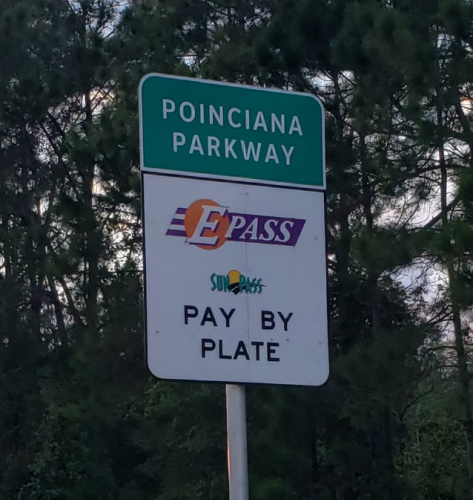 POINCIANA
PARKWAY
EPASS
SUNPASS
PAY BY
PLATE